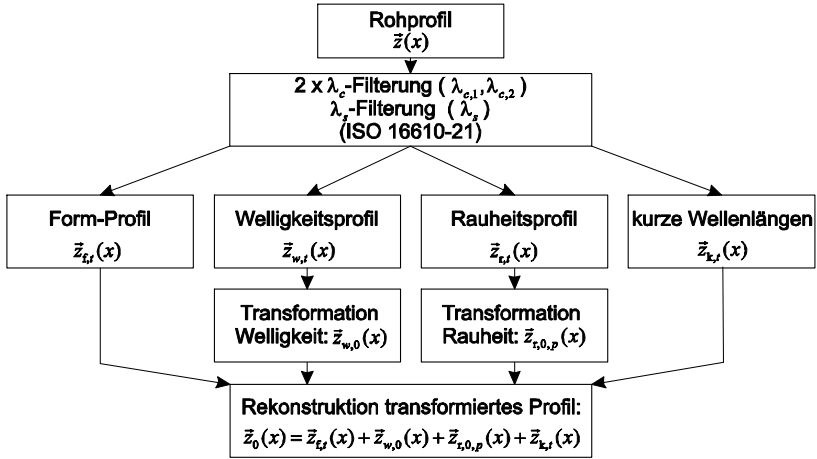 Rohprofil
z⃗(x)
2 x λc-Filterung ( λc,1, λc,2 )
λs-Filterung ( λs )
(ISO 16610-21)
Form-Profil
z⃗f,t(x)
Welligkeitsprofil
z⃗w,t(x)
Rauheitsprofil
z⃗r,t(x)
kurze Wellenlängen
z⃗k,t(x)
Transformation
Welligkeit: z⃗w,0(x)
Transformation
Rauheit: z⃗r,0,p(x)
Rekonstruktion transformiertes Profil:
z⃗0(x) = z⃗f,t(x) + z⃗w,0(x) + z⃗r,0,p(x) + z⃗k,t(x)